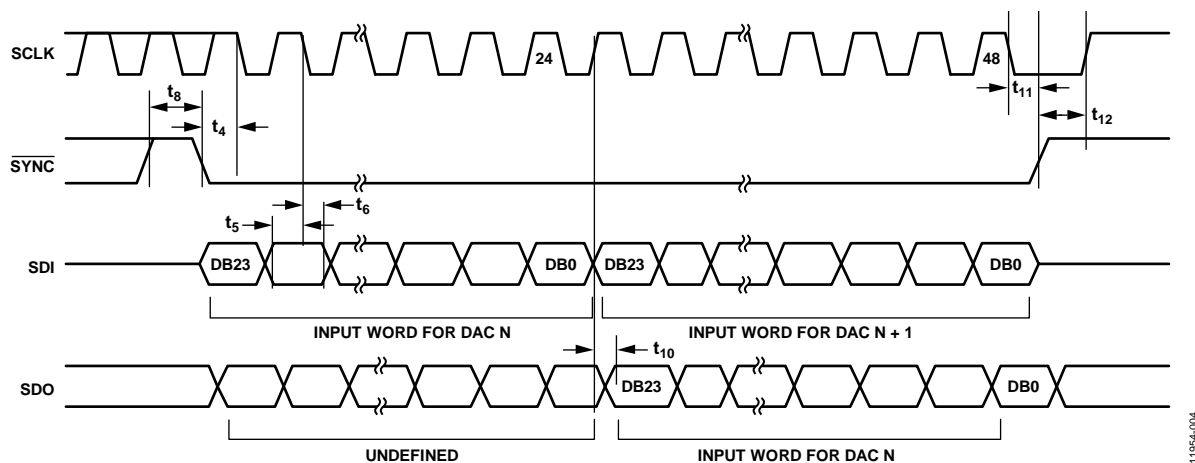 SCLK
24
48
t8
t4
t11
t12
SYNC
t5
t6
SDI
DB23
DB0
DB23
DB0
INPUT WORD FOR DAC N
INPUT WORD FOR DAC N + 1
t10
SDO
DB23
DB0
UNDEFINED
INPUT WORD FOR DAC N
11954-004